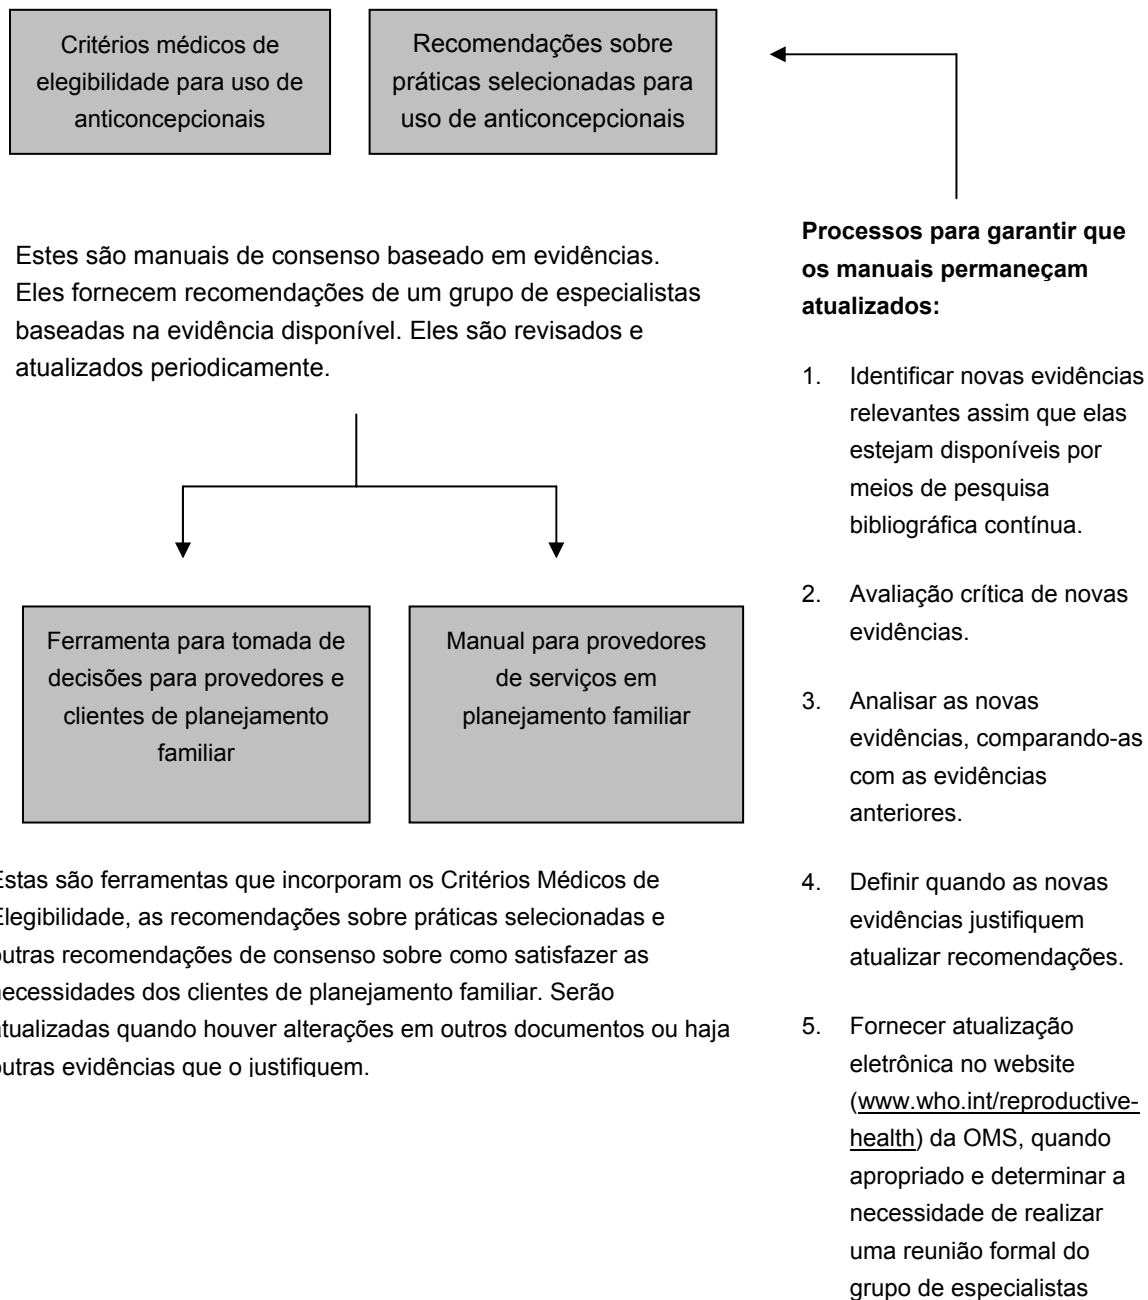 Critérios médicos de
elegibilidade para uso de
anticoncepcionais
Recomendações sobre
práticas selecionadas para
uso de anticoncepcionais
Estes são manuais de consenso baseado em evidências.
Eles fornecem recomendações de um grupo de especialistas
baseadas na evidência disponível. Eles são revisados e
atualizados periodicamente.
Ferramenta para tomada de
decisões para provedores e
clientes de planejamento
familiar
Manual para provedores
de serviços em
planejamento familiar
Estas são ferramentas que incorporam os Critérios Médicos de
Elegibilidade, as recomendações sobre práticas selecionadas e
outras recomendações de consenso sobre como satisfazer as
necessidades dos clientes de planejamento familiar. Serão
atualizadas quando houver alterações em outros documentos ou haja
outras evidências que o justifiquem.
Processos para garantir que
os manuais permaneçam
atualizados:
1. Identificar novas evidências
relevantes assim que elas
estejam disponíveis por
meios de pesquisa
bibliográfica contínua.
2. Avaliação crítica de novas
evidências.
3. Analisar as novas
evidências, comparando-as
com as evidências
anteriores.
4. Definir quando as novas
evidências justifiquem
atualizar recomendações.
5. Fornecer atualização
eletrônica no website
(www.who.int/reproductive-
health) da OMS, quando
apropriado e determinar a
necessidade de realizar
uma reunião formal do
grupo de especialistas